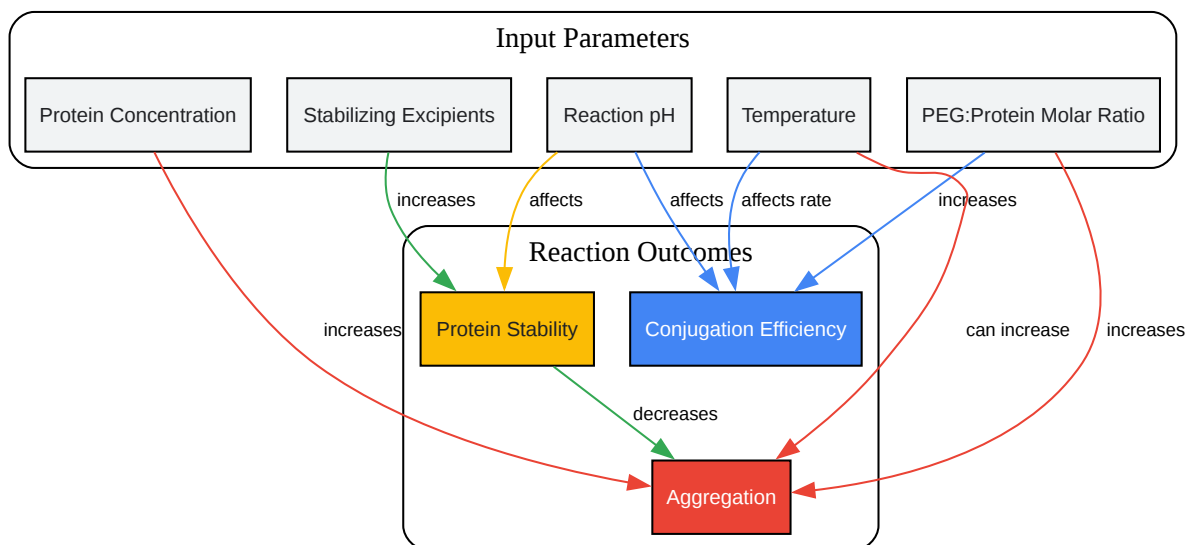 Input Parameters
Protein Concentration
Stabilizing Excipients
Reaction pH
Temperature
PEG:Protein Molar Ratio
increases
affects
affects
affects rate
increases
Reaction Outcomes
Protein Stability
Conjugation Efficiency
increases
can increase
increases
decreases
Aggregation